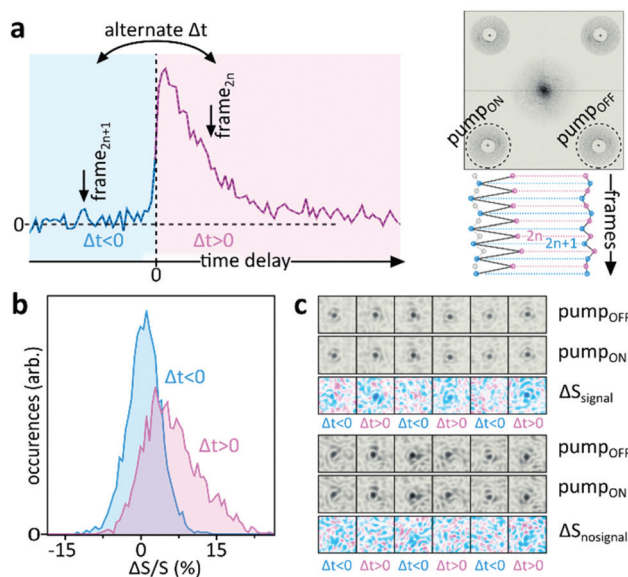 a
alternate Δt
frame2n+1
frame2n
0
Δt<0
Δt>0
0
time delay
pumpON
pumpOFF
frames
2n
2n+1
b
occurences (arb.)
Δt<0
Δt>0
0
-15
0
15
ΔS/S (%)
c
pumpOFF
pumpON
ΔSsignal
Δt<0 Δt>0 Δt<0 Δt>0 Δt<0 Δt>0
pumpOFF
pumpON
ΔSnosignal
Δt<0 Δt>0 Δt<0 Δt>0 Δt<0 Δt>0